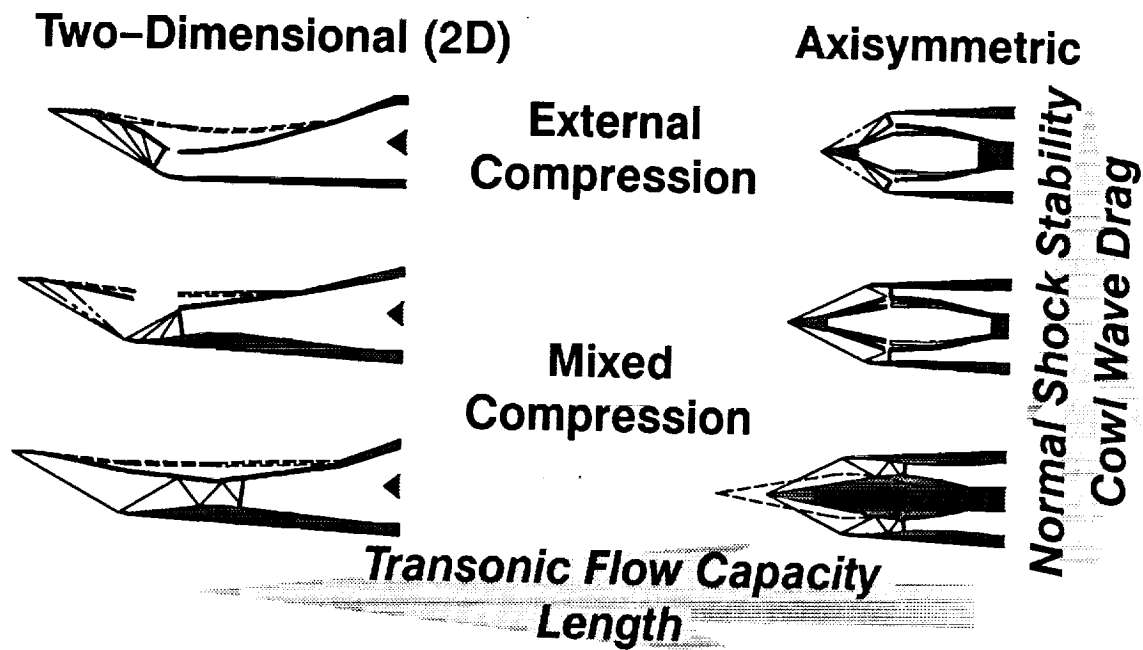 Two–Dimensional (2D)
Axisymmetric
External
Compression
Mixed
Compression
Normal Shock Stability
Cowl Wave Drag
Transonic Flow Capacity
Length